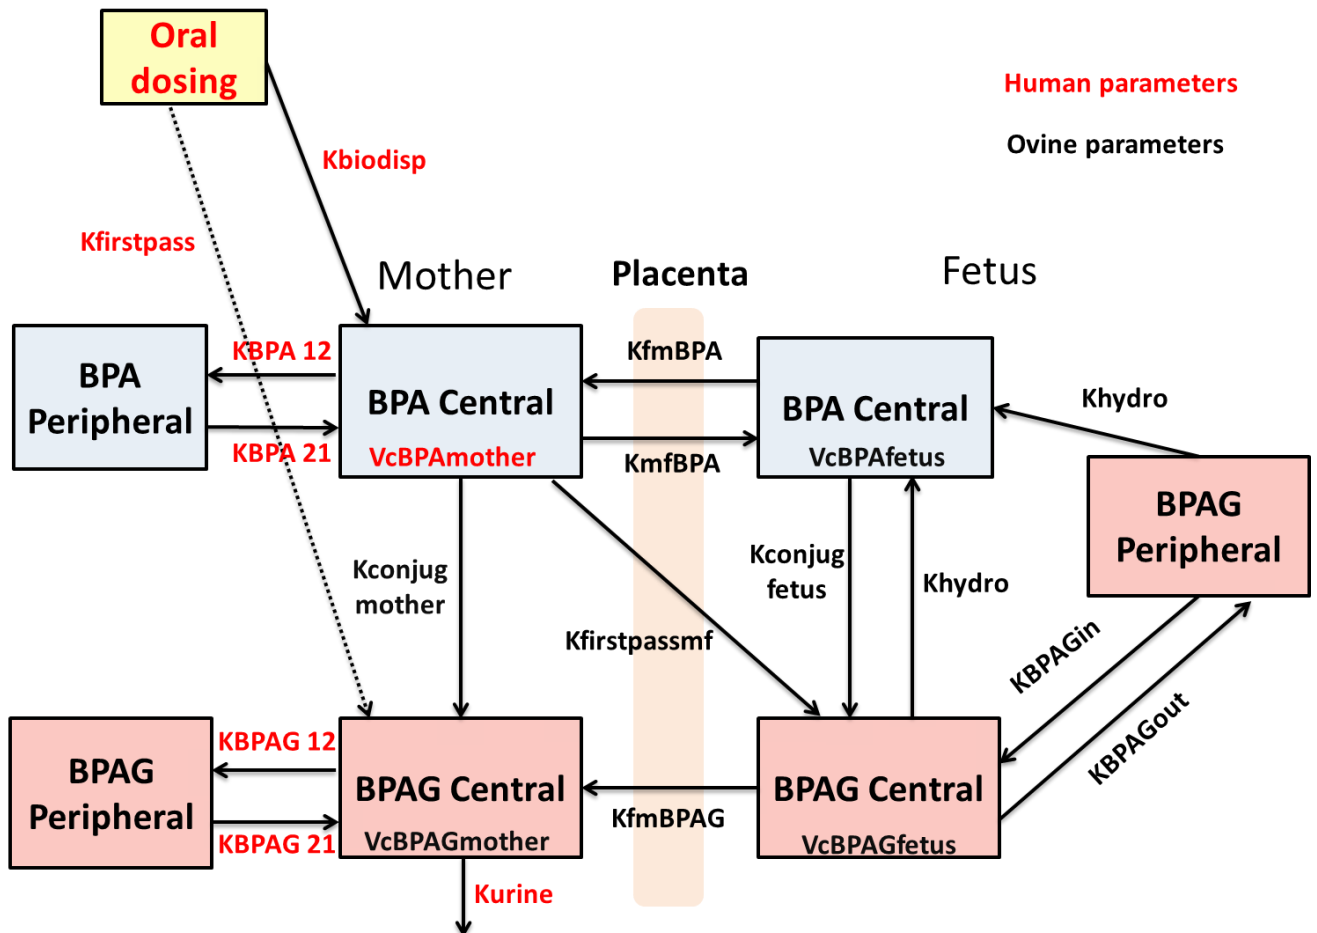 Oral
dosing
Human parameters
Ovine parameters
Kbiodisp
Kfirstpass
Mother
Placenta
Fetus
KBPA 12
BPA
Peripheral
KBPA 21
BPA Central
VcBPAmother
KfmBPA
KmfBPA
BPA Central
VcBPAfetus
Khydro
BPAG
Peripheral
Kconjug
mother
Kfirstpassmf
Kconjug
fetus
Khydro
KBPAGin
KBPAGout
KBPAG 12
BPAG
Peripheral
KBPAG 21
BPAG Central
VcBPAGmother
KfmBPAG
BPAG Central
VcBPAGfetus
Kurine